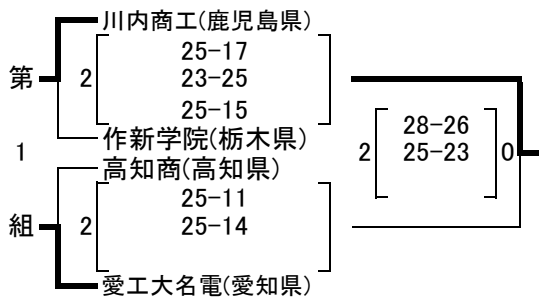 川内商工(鹿児島県)
25-17
第 2 23-25
25-15
28-26
作新学院(栃木県)
1 2 25-23 0
高知商(高知県)
25-11
組 2 25-14
愛工大名電(愛知県)